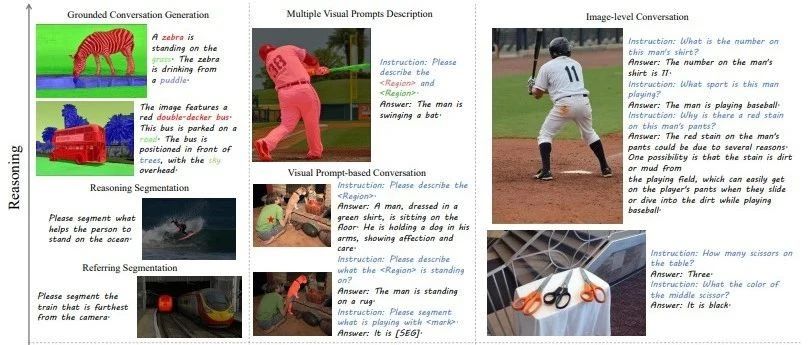 Reasoning
Grounded Conversation Generation
A zebra is
standing on the
grass. The zebra
is drinking from
a puddle.
The image features a
red double-decker bus.
This bus is parked on a
road. The bus is
positioned in front of
trees, with the sky
overhead.
Reasoning Segmentation
Please segment what
helps the person to
stand on the ocean.
Referring Segmentation
Please segment the
train that is furthest
from the camera.
Multiple Visual Prompts Description
18
Instruction: Please
describe the
<Region> and
<Region>.
Answer: The man is
swinging a bat.
Visual Prompt-based Conversation
Instruction: Please describe the
<Region>.
Answer: A man, dressed in a
green shirt, is sitting on the
floor. He is holding a dog in his
arms, showing affection and
care.
Instruction: Please describe
what the <Region> is standing
on?
Answer: The man is standing
on a rug.
Instruction: Please segment
what is playing with <mark>.
Answer: It is [SEG].
Image-level Conversation
11
Instruction: What is the number on
this man's shirt?
Answer: The number on the man's
shirt is 11.
Instruction: What sport is this man
playing?
Answer: The man is playing baseball.
Instruction: Why is there a red stain
on this man's pants?
Answer: The red stain on the man's
pants could be due to several reasons.
One possibility is that the stain is dirt
or mud from
the playing field, which can easily get
on the player's pants when they slide
or dive into the dirt while playing
baseball.
Instruction: How many scissors on
the table?
Answer: Three.
Instruction: What the color of
the middle scissor?
Answer: It is black.